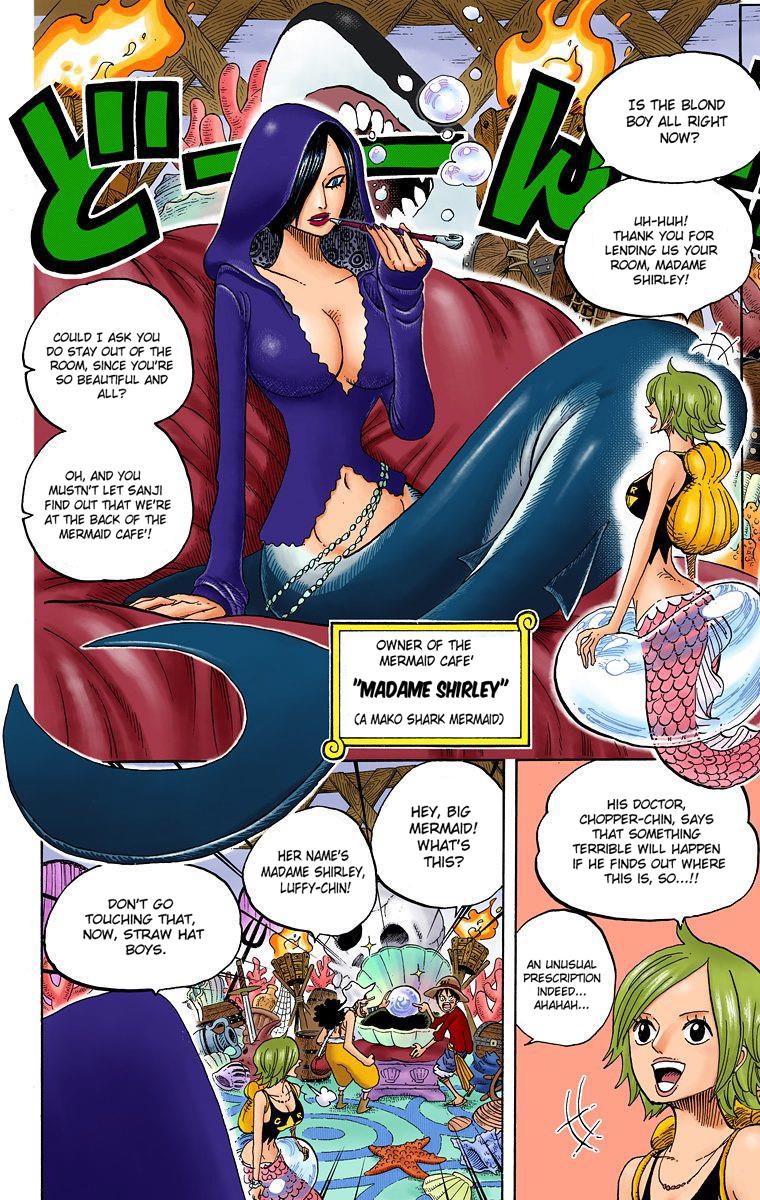 どーん
IS THE BLOND
BOY ALL RIGHT
NOW?
UH-HUH!
THANK YOU FOR
LENDING US YOUR
ROOM, MADAME
SHIRLEY!
COULD I ASK YOU
DO STAY OUT OF THE
ROOM, SINCE YOU'RE
SO BEAUTIFUL AND
ALL?
OH, AND YOU
MUSTN'T LET SANJI
FIND OUT THAT WE'RE
AT THE BACK OF THE
MERMAID CAFE'!
OWNER OF THE
MERMAID CAFE'
"MADAME SHIRLEY"
(A MAKO SHARK MERMAID)
HIS DOCTOR,
CHOPPER-CHIN, SAYS
THAT SOMETHING
TERRIBLE WILL HAPPEN
IF HE FINDS OUT WHERE
THIS IS, SO...!!
AN UNUSUAL
PRESCRIPTION
INDEED...
AHAHAH...
HEY, BIG
MERMAID!
WHAT'S
THIS?
HER NAME'S
MADAME SHIRLEY,
LUFFY-CHIN!
DON'T GO
TOUCHING THAT,
NOW, STRAW HAT
BOYS.